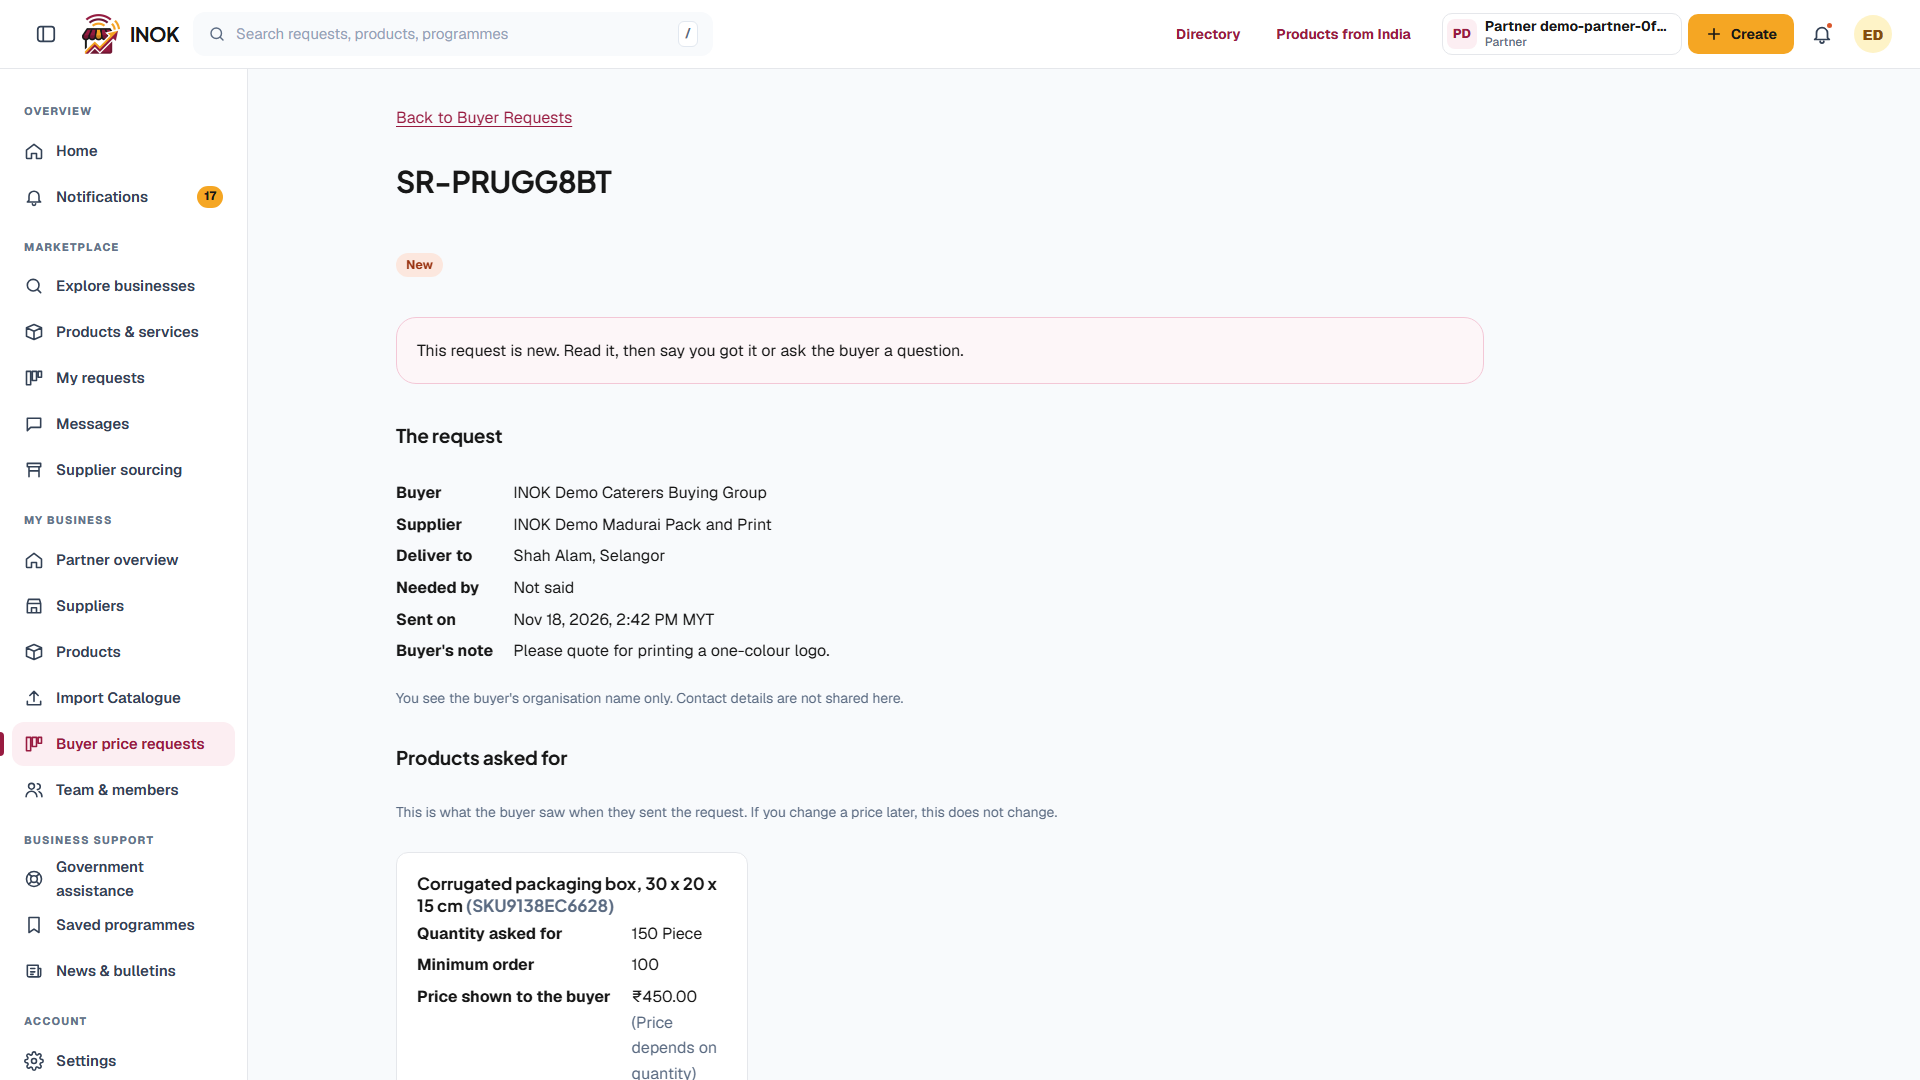 INOK
Search requests, products, programmes
/
Directory
Products from India
PD
Partner demo-partner-0f...
Partner
+ Create
ED
OVERVIEW
Home
Notifications
17
MARKETPLACE
Explore businesses
Products & services
My requests
Messages
Supplier sourcing
MY BUSINESS
Partner overview
Suppliers
Products
Import Catalogue
Buyer price requests
Team & members
BUSINESS SUPPORT
Government
assistance
Saved programmes
News & bulletins
ACCOUNT
Settings
Back to Buyer Requests
SR-PRUGG8BT
New
This request is new. Read it, then say you got it or ask the buyer a question.
The request
Buyer INOK Demo Caterers Buying Group
Supplier INOK Demo Madurai Pack and Print
Deliver to Shah Alam, Selangor
Needed by Not said
Sent on Nov 18, 2026, 2:42 PM MYT
Buyer's note Please quote for printing a one-colour logo.
You see the buyer's organisation name only. Contact details are not shared here.
Products asked for
This is what the buyer saw when they sent the request. If you change a price later, this does not change.
Corrugated packaging box, 30 x 20 x
15 cm (SKU9138EC6628)
Quantity asked for 150 Piece
Minimum order 100
Price shown to the buyer ₹450.00
(Price
depends on
quantity)